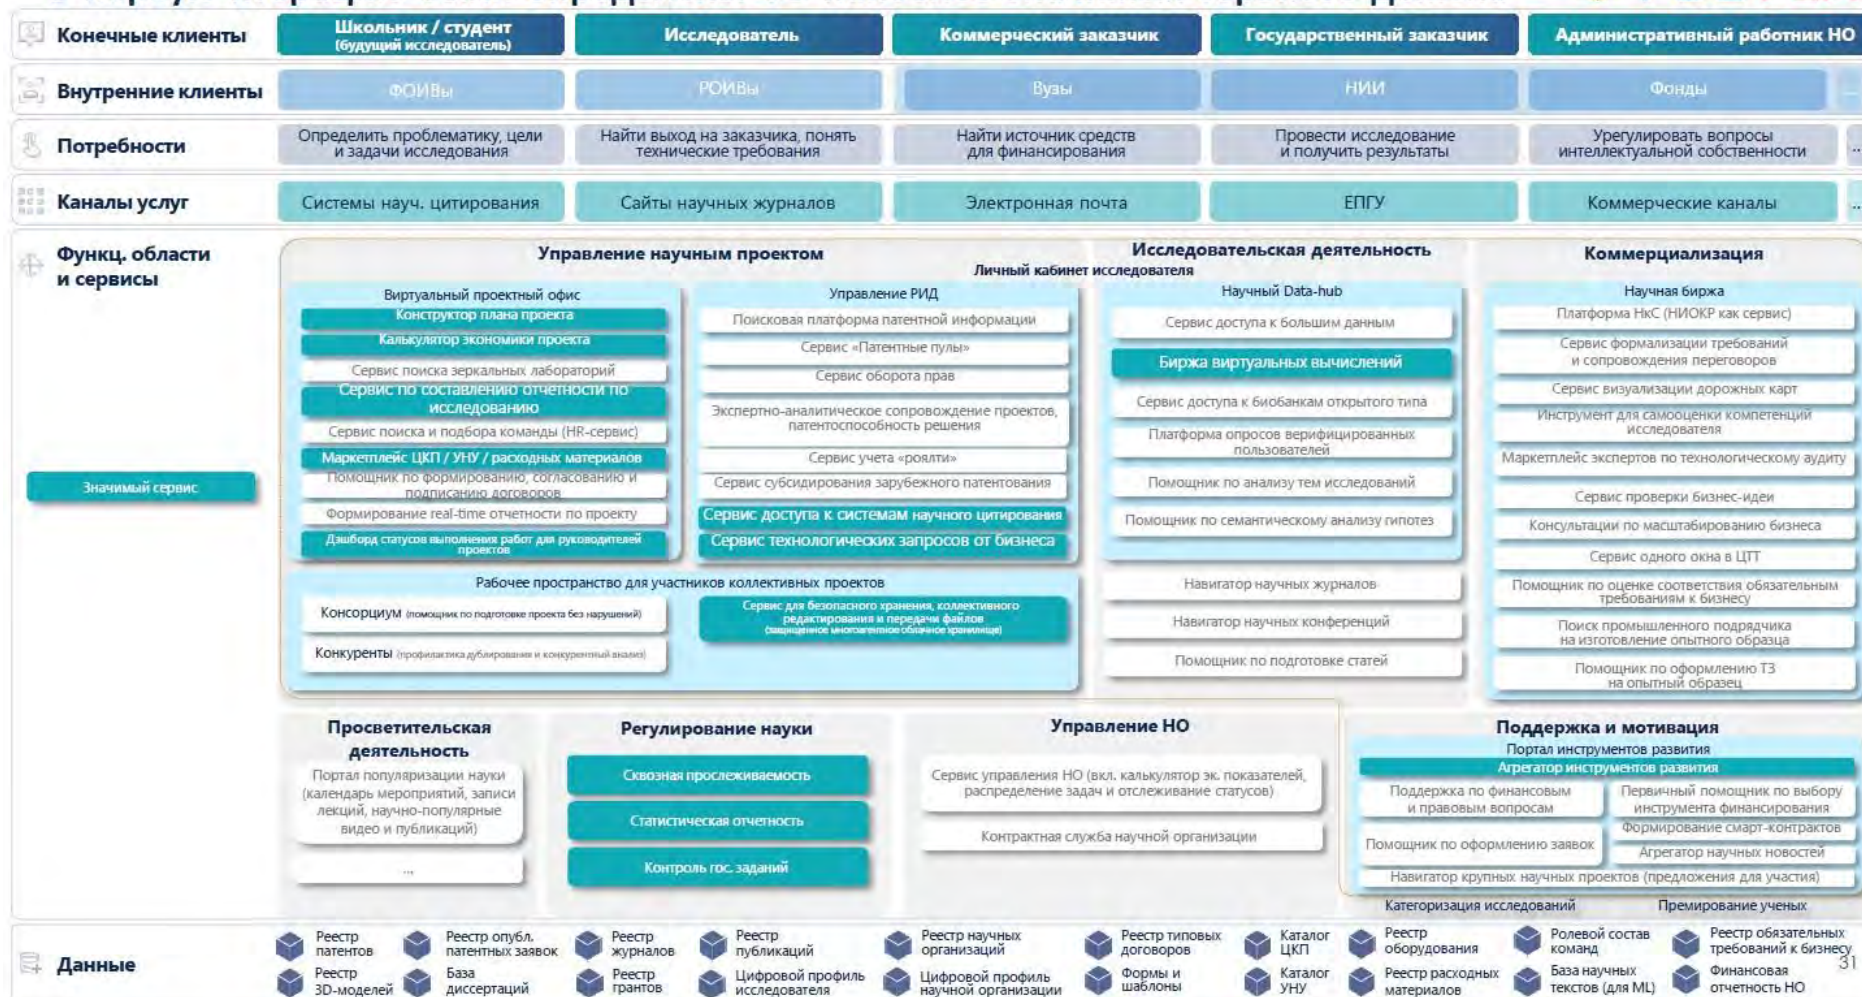 Конечные клиенты
Школьник / студент
(будущий исследователь)
Исследователь
Коммерческий заказчик
Государственный заказчик
Административный работник НО
Внутренние клиенты
ФОИВы
РОИВы
Вузы
НИИ
Фонды
...
Потребности
Определить проблематику, цели
и задачи исследования
Найти выход на заказчика, понять
технические требования
Найти источник средств
для финансирования
Провести исследование
и получить результаты
Урегулировать вопросы
интеллектуальной собственности
...
Каналы услуг
Системы науч. цитирования
Сайты научных журналов
Электронная почта
ЕПГУ
Коммерческие каналы
...
Функц. области
и сервисы
Значимый сервис
Управление научным проектом
Исследовательская деятельность
Коммерциализация
Личный кабинет исследователя
Виртуальный проектный офис
Конструктор плана проекта
Калькулятор экономики проекта
Сервис поиска зеркальных лабораторий
Сервис по составлению отчетности по
исследованию
Сервис поиска и подбора команды (HR-сервис)
Маркетплейс ЦКП / УНУ / расходных материалов
Помощник по формированию, согласованию и
подписанию договоров
Формирование real-time отчетности по проекту
Дэшборд статусов выполнения работ для руководителей
проектов
Управление РИД
Поисковая платформа патентной информации
Сервис «Патентные пулы»
Сервис оборота прав
Экспертно-аналитическое сопровождение проектов,
патентоспособность решения
Сервис учета «роялти»
Сервис субсидирования зарубежного патентования
Сервис доступа к системам научного цитирования
Сервис технологических запросов от бизнеса
Рабочее пространство для участников коллективных проектов
Консорциум (помощник по подготовке проекта без нарушений)
Конкуренты (профилактика дублирования и конкурентный анализ)
Сервис для безопасного хранения, коллективного
редактирования и передачи файлов
(защищенное многоагентное облачное хранилище)
Научный Data-hub
Сервис доступа к большим данным
Биржа виртуальных вычислений
Сервис доступа к биобанкам открытого типа
Платформа опросов верифицированных
пользователей
Помощник по анализу тем исследований
Помощник по семантическому анализу гипотез
Навигатор научных журналов
Навигатор научных конференций
Помощник по подготовке статей
Научная биржа
Платформа НкС (НИОКР как сервис)
Сервис формализации требований
и сопровождения переговоров
Сервис визуализации дорожных карт
Инструмент для самооценки компетенций
исследователя
Маркетплейс экспертов по технологическому аудиту
Сервис проверки бизнес-идеи
Консультации по масштабированию бизнеса
Сервис одного окна в ЦТТ
Помощник по оценке соответствия обязательным
требованиям к бизнесу
Поиск промышленного подрядчика
на изготовление опытного образца
Помощник по оформлению ТЗ
на опытный образец
Просветительская
деятельность
Портал популяризации науки
(календарь мероприятий, записи
лекций, научно-популярные
видео и публикаций)
...
Регулирование науки
Сквозная прослеживаемость
Статистическая отчетность
Контроль гос. заданий
Управление НО
Сервис управления НО (вкл. калькулятор эк. показателей,
распределение задач и отслеживание статусов)
Контрактная служба научной организации
Поддержка и мотивация
Портал инструментов развития
Агрегатор инструментов развития
Поддержка по финансовым
и правовым вопросам
Первичный помощник по выбору
инструмента финансирования
Помощник по оформлению заявок
Формирование смарт-контрактов
Агрегатор научных новостей
Навигатор крупных научных проектов (предложения для участия)
Категоризация исследований
Премирование ученых
Данные
Реестр
патентов
Реестр опубл.
патентных заявок
Реестр
журналов
Реестр
публикаций
Реестр научных
организаций
Реестр типовых
договоров
Каталог
ЦКП
Реестр
оборудования
Ролевой состав
команд
Реестр обязательных
требований к бизнесу
Реестр
3D-моделей
База
диссертаций
Реестр
грантов
Цифровой профиль
исследователя
Цифровой профиль
научной организации
Формы и
шаблоны
Каталог
УНУ
Реестр расходных
материалов
База научных
текстов (для ML)
Финансовая
отчетность НО
31